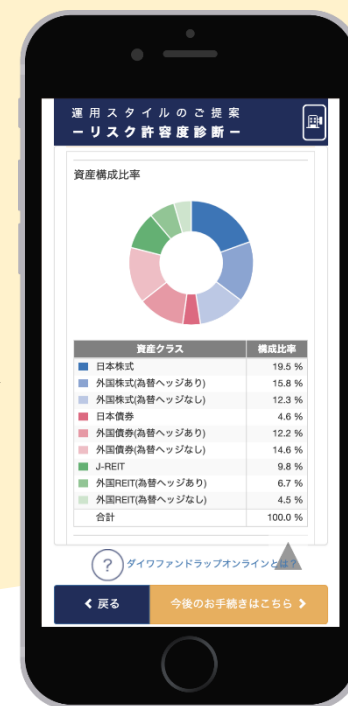 運用スタイルのご提案
ーリスク許容度診断ー
資産構成比率
資産クラス 構成比率
日本株式 19.5 %
外国株式(為替ヘッジあり) 15.8 %
外国株式(為替ヘッジなし) 12.3 %
日本債券 4.6 %
外国債券(為替ヘッジあり) 12.2 %
外国債券(為替ヘッジなし) 14.6 %
J-REIT 9.8 %
外国REIT(為替ヘッジあり) 6.7 %
外国REIT(為替ヘッジなし) 4.5 %
合計 100.0 %
? ダイワファンドラップオンラインとは?
戻る 今後のお手続きはこちら